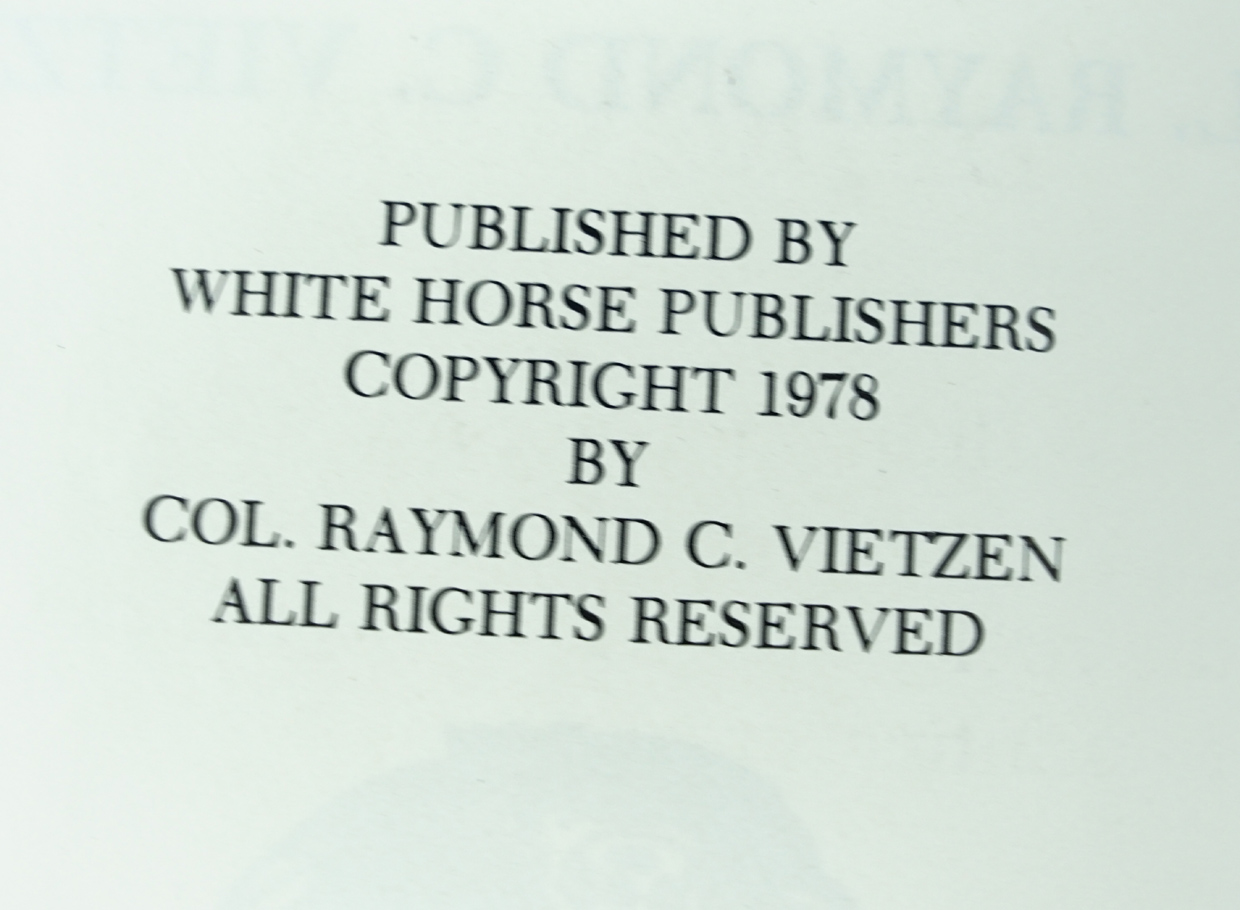 PUBLISHED BY
WHITE HORSE PUBLISHERS
COPYRIGHT 1978
BY
COL. RAYMOND C. VIETZEN
ALL RIGHTS RESERVED